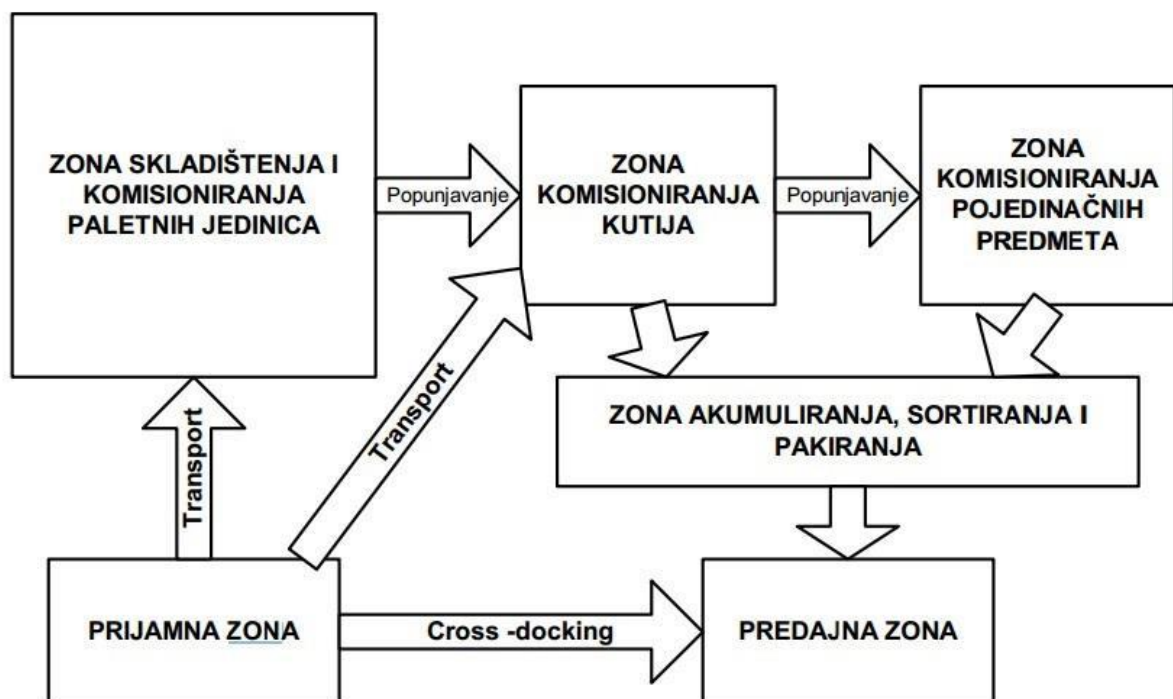 ZONA SKLADIŠTENJA I
KOMISIONIRANJA
PALETNIH JEDINICA
Popunjavanje
ZONA
KOMISIONIRANJA
KUTIJA
Popunjavanje
ZONA
KOMISIONIRANJA
POJEDINAČNIH
PREDMETA
Transport
Transport
ZONA AKUMULIRANJA, SORTIRANJA I
PAKIRANJA
PRIJAMNA ZONA
Cross -docking
PREDAJNA ZONA